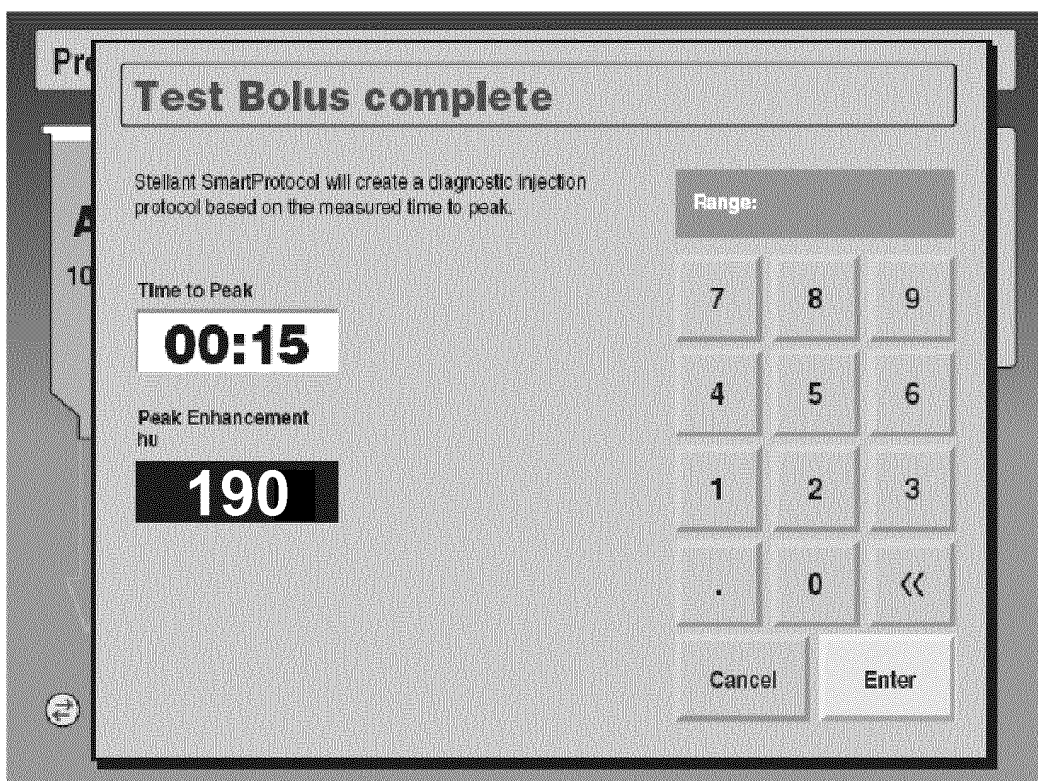 Pre
Test Bolus complete
Stellant SmartProtocol will create a diagnostic injection
protocol based on the measured time to peak.
Range:
A
10
Time to Peak
00:15
Peak Enhancement
hu
190
7 8 9
4 5 6
1 2 3
. 0 <<
Cancel Enter